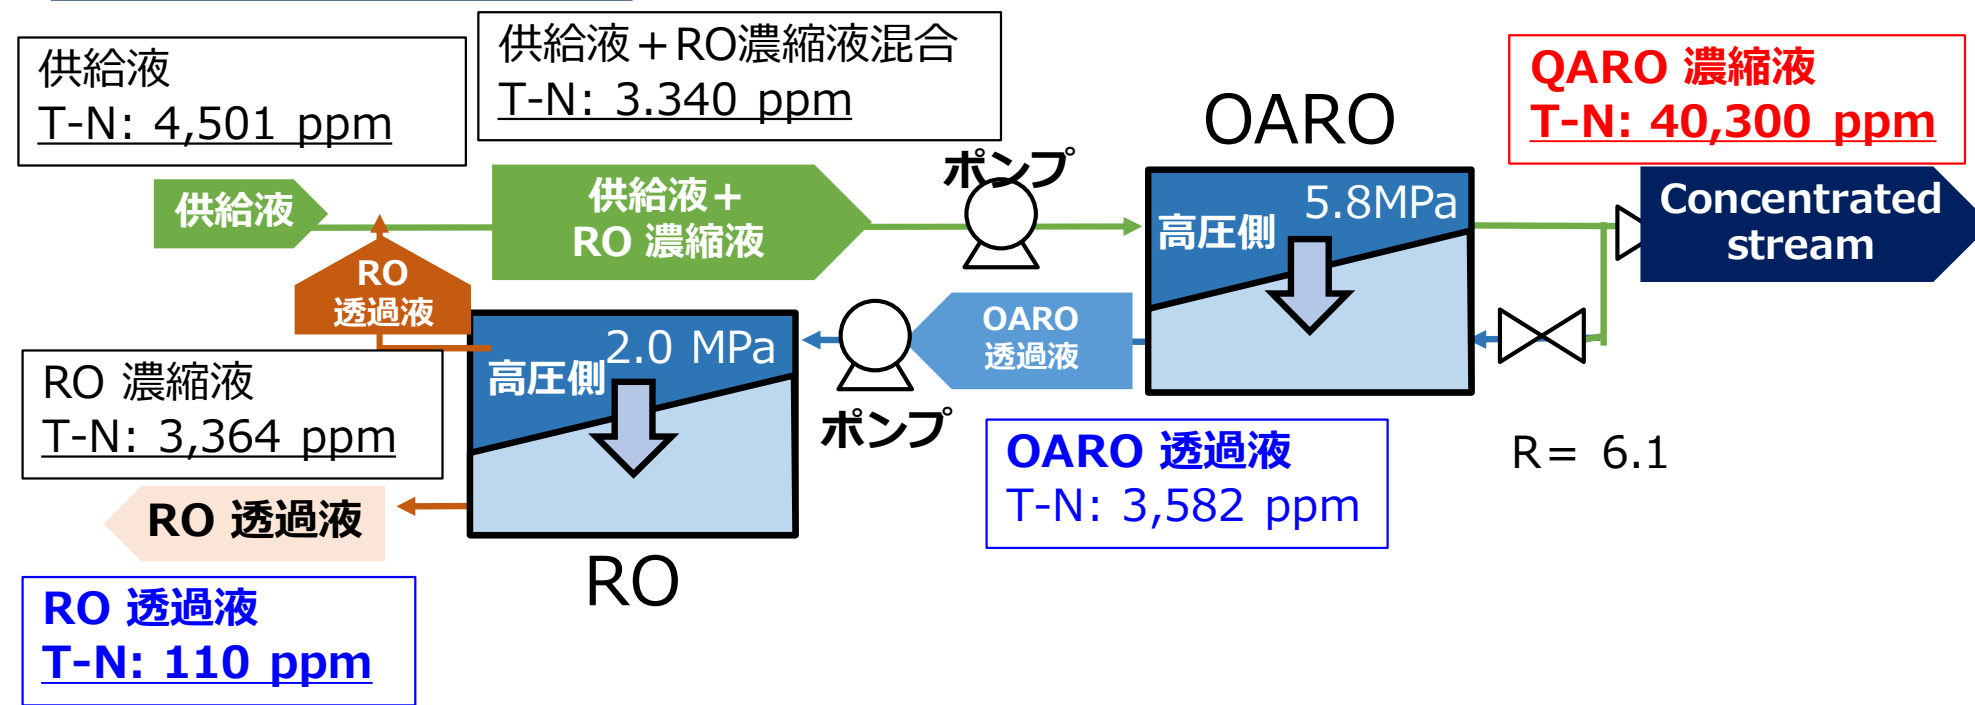 供給液
T-N: 4,501 ppm
供給液＋RO濃縮液混合
T-N: 3.340 ppm
OARO
QARO 濃縮液
T-N: 40,300 ppm
供給液
供給液＋
RO 濃縮液
ポンプ
高圧側
5.8MPa
Concentrated
stream
RO
透過液
高圧側
2.0 MPa
OARO
透過液
ポンプ
RO 濃縮液
T-N: 3,364 ppm
OARO 透過液
T-N: 3,582 ppm
R= 6.1
RO 透過液
RO
RO 透過液
T-N: 110 ppm